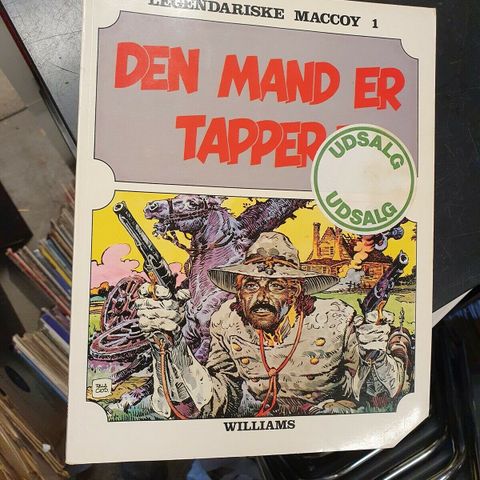 LEGENDARISKE MACCOY 1
DEN MAND ER
TAPPER
UDSALG
UDSALG
WILLIAMS